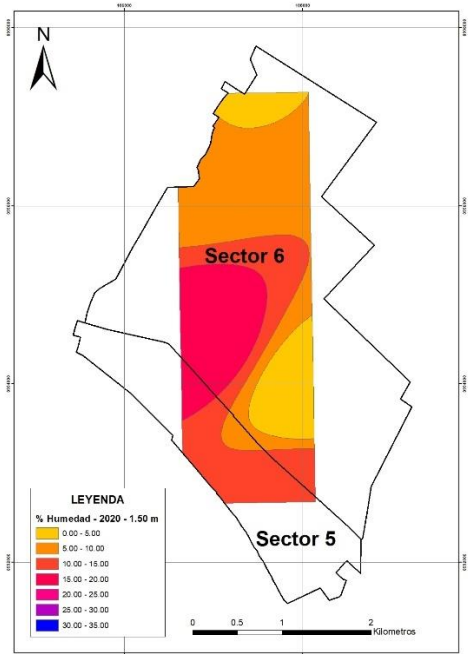 N
Sector 6
LEYENDA
% Humedad - 2020 - 1.50 m
0.00 - 5.00
5.00 - 10.00
10.00 - 15.00
15.00 - 20.00
20.00 - 25.00
25.00 - 30.00
30.00 - 35.00
Sector 5
0 0.5 1 2
Kilometros